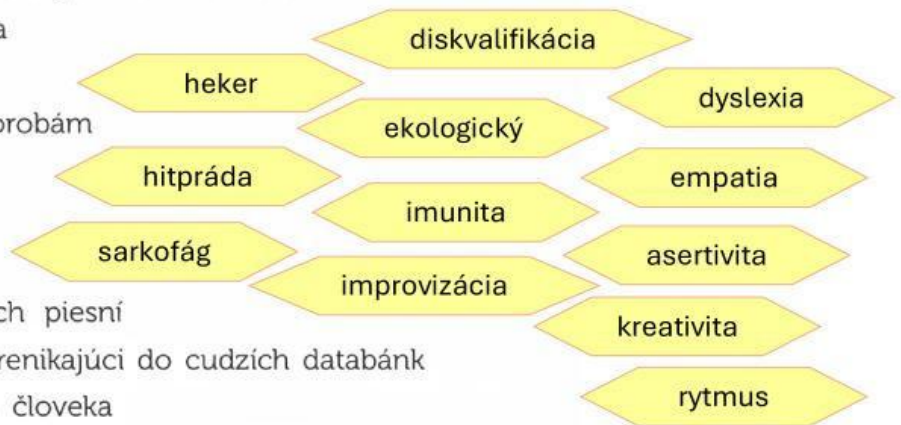 a
diskvalifikácia
heker
dyslexia
ekologický
hitpráda
empatia
imunita
sarkofág
asertivita
improvizácia
ch piesní
kreativita
renikajúci do cudzích databánk
rytmus
človeka